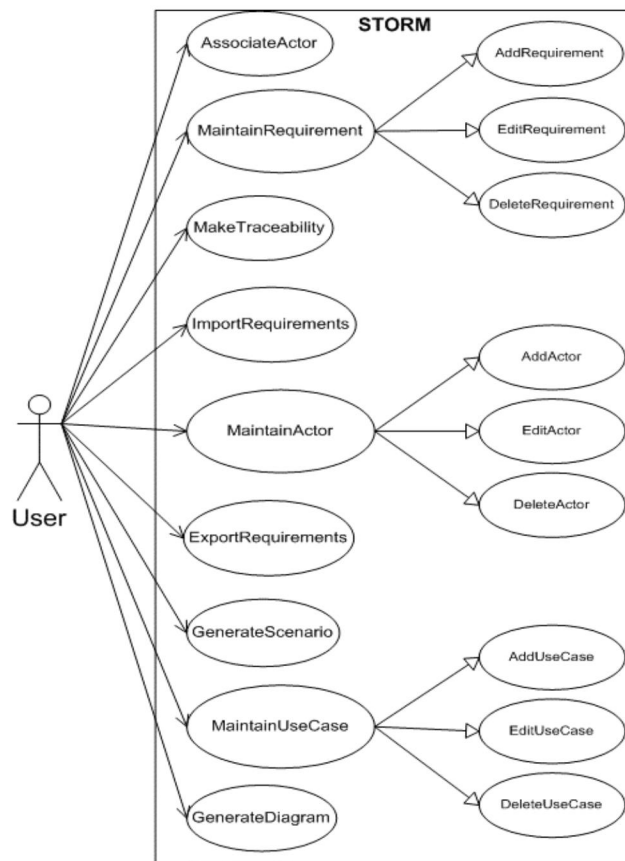 STORM
AssociateActor
AddRequirement
MaintainRequirement
EditRequirement
DeleteRequirement
MakeTraceability
ImportRequirements
AddActor
MaintainActor
EditActor
DeleteActor
User
ExportRequirements
GenerateScenario
AddUseCase
MaintainUseCase
EditUseCase
DeleteUseCase
GenerateDiagram